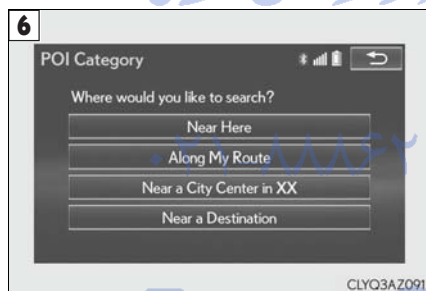 6
POI Category
Where would you like to search?
Near Here
Along My Route
Near a City Center in XX
Near a Destination
CLYQ3AZ091